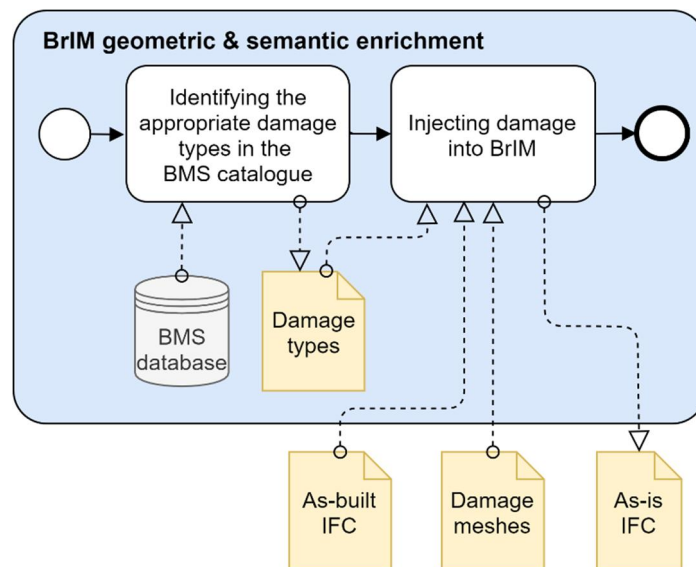 BrIM geometric & semantic enrichment
Identifying the
appropriate damage
types in the
BMS catalogue
Injecting damage
into BrIM
BMS
database
Damage
types
As-built
IFC
Damage
meshes
As-is
IFC